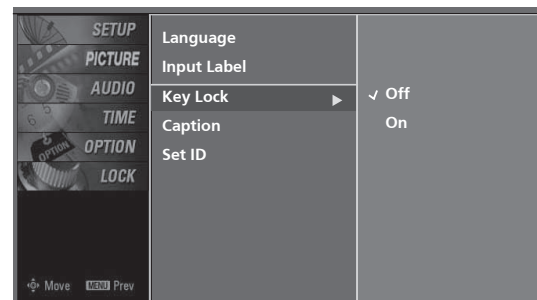 SETUP
PICTURE
AUDIO
TIME
OPTION
LOCK
Move MENU Prev
Language
Input Label
Key Lock
Caption
Set ID
Off
On